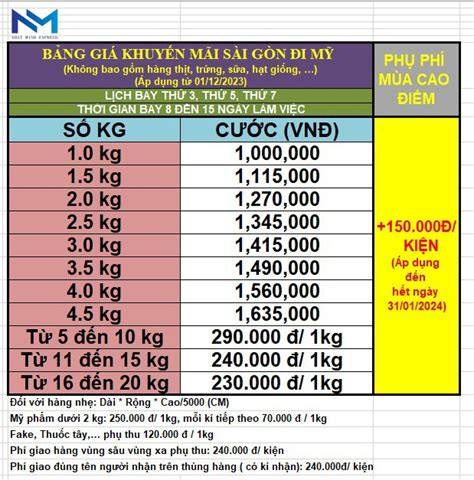 NM
NHAT MINH EXPRESS
BẢNG GIÁ KHUYẾN MÃI SÀI GÒN ĐI MỸ
(Không bao gồm hàng thịt, trứng, sữa, hạt giống, ...)
(Áp dụng từ 01/12/2023)
LỊCH BAY THỨ 3, THỨ 5, THỨ 7
THỜI GIAN BAY 8 ĐẾN 15 NGÀY LÀM VIỆC
PHỤ PHÍ
MÙA CAO
ĐIỂM
SỐ KG CƯỚC (VNĐ)
1.0 kg 1,000,000
1.5 kg 1,115,000
2.0 kg 1,270,000
2.5 kg 1,345,000
3.0 kg 1,415,000
3.5 kg 1,490,000
4.0 kg 1,560,000
4.5 kg 1,635,000
Từ 5 đến 10 kg 290.000 đ/ 1kg
Từ 11 đến 15 kg 240.000 đ/ 1kg
Từ 16 đến 20 kg 230.000 đ/ 1kg
+150.000Đ/
KIỆN
(Áp dụng
đến
hết ngày
31/01/2024)
Đối với hàng nhẹ: Dài * Rộng * Cao/5000 (CM)
Mỹ phẩm dưới 2 kg: 250.000 đ/ 1kg, mỗi kí tiếp theo 70.000 đ / 1kg
Fake, Thuốc tây,... phụ thu 120.000 đ / 1kg
Phí giao hàng vùng sâu vùng xa phụ thu: 240.000 đ/ kiện
Phí giao đúng tên người nhận trên thùng hàng ( có kí nhận): 240.000đ/ kiện